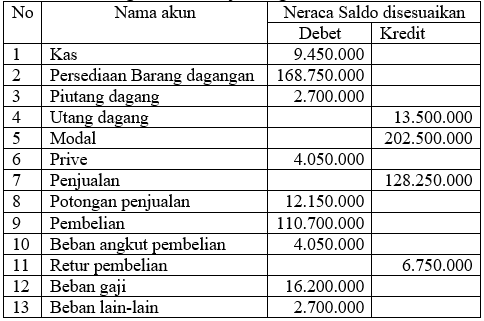 No Nama akun Neraca Saldo disesuaikan
Debet Kredit
1 Kas 9.450.000
2 Persediaan Barang dagangan 168.750.000
3 Piutang dagang 2.700.000
4 Utang dagang 13.500.000
5 Modal 202.500.000
6 Prive 4.050.000
7 Penjualan 128.250.000
8 Potongan penjualan 12.150.000
9 Pembelian 110.700.000
10 Beban angkut pembelian 4.050.000
11 Retur pembelian 6.750.000
12 Beban gaji 16.200.000
13 Beban lain-lain 2.700.000